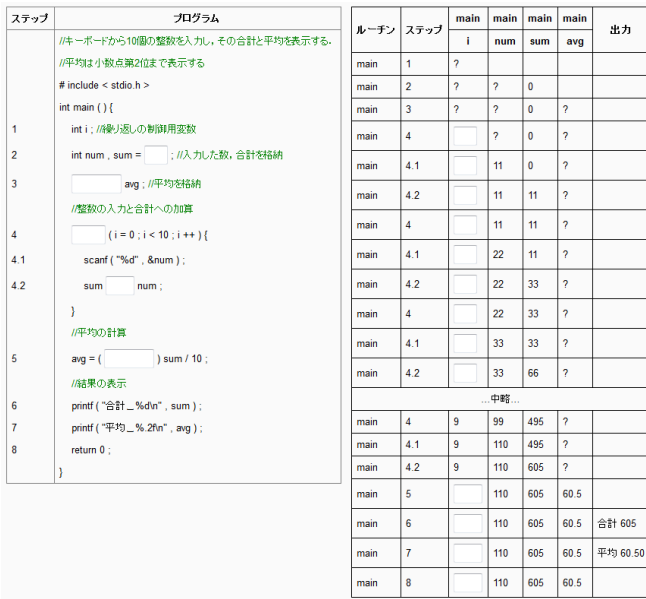 ステップ プログラム
//キーボードから10個の整数を入力し,その合計と平均を表示する.
//平均は小数点第2位まで表示する
# include < stdio.h >
int main ( ) {
1 int i ; //繰り返しの制御用変数
2 int num , sum = ; //入力した数, 合計を格納
3 avg ; //平均を格納
//整数の入力と合計への加算
4 ( i = 0 ; i < 10 ; i ++ ) {
4.1 scanf ( "%d" , &num ) ;
4.2 sum num ;
}
//平均の計算
5 avg = ( ) sum / 10 ;
//結果の表示
6 printf ( "合計 _ %d\n" , sum ) ;
7 printf ( "平均 _ %.2f\n" , avg ) ;
8 return 0 ;
}
ルーチン ステップ main main main main 出力
i num sum avg
main 1 ?
main 2 ? ? 0
main 3 ? ? 0 ?
main 4 ? 0 ?
main 4.1 11 0 ?
main 4.2 11 11 ?
main 4 11 11 ?
main 4.1 22 11 ?
main 4.2 22 33 ?
main 4 22 33 ?
main 4.1 33 33 ?
main 4.2 33 66 ?
...中略...
main 4 9 99 495 ?
main 4.1 9 110 495 ?
main 4.2 9 110 605 ?
main 5 110 605 60.5
main 6 110 605 60.5 合計 605
main 7 110 605 60.5 平均 60.50
main 8 110 605 60.5